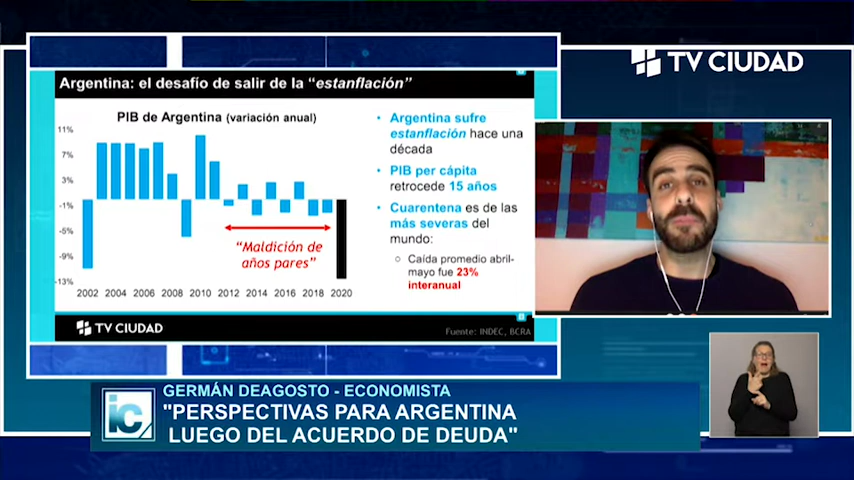 TV CIUDAD
Argentina: el desafío de salir de la "estanflación"
PIB de Argentina (variación anual)
11%
7%
3%
-1%
-5%
-9%
-13%
2002 2004 2006 2008 2010 2012 2014 2016 2018 2020
"Maldición de
años pares"
• Argentina sufre
estanflación hace una
década
• PIB per cápita
retrocede 15 años
• Cuarentena es de las
más severas del
mundo:
○ Caída promedio abril-
mayo fue 23%
interanual
TV CIUDAD
Fuente: INDEC, BCRA
ic
GERMÁN DEAGOSTO - ECONOMISTA
"PERSPECTIVAS PARA ARGENTINA
LUEGO DEL ACUERDO DE DEUDA"